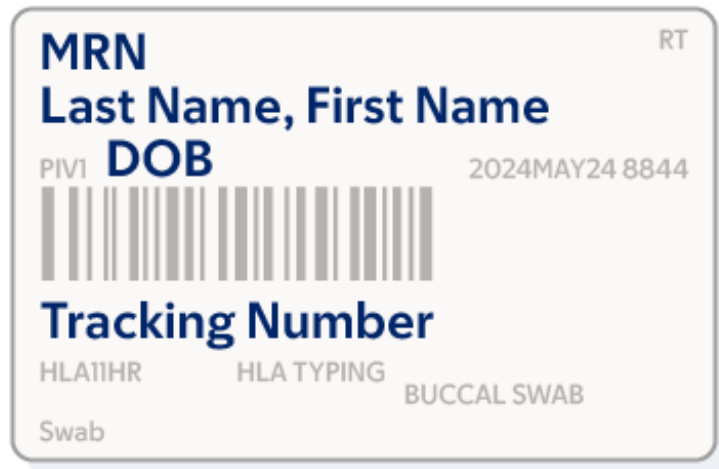 MRN RT
Last Name, First Name
PIV1 DOB 2024MAY24 8844
Tracking Number
HLA11HR HLA TYPING
BUCCAL SWAB
Swab